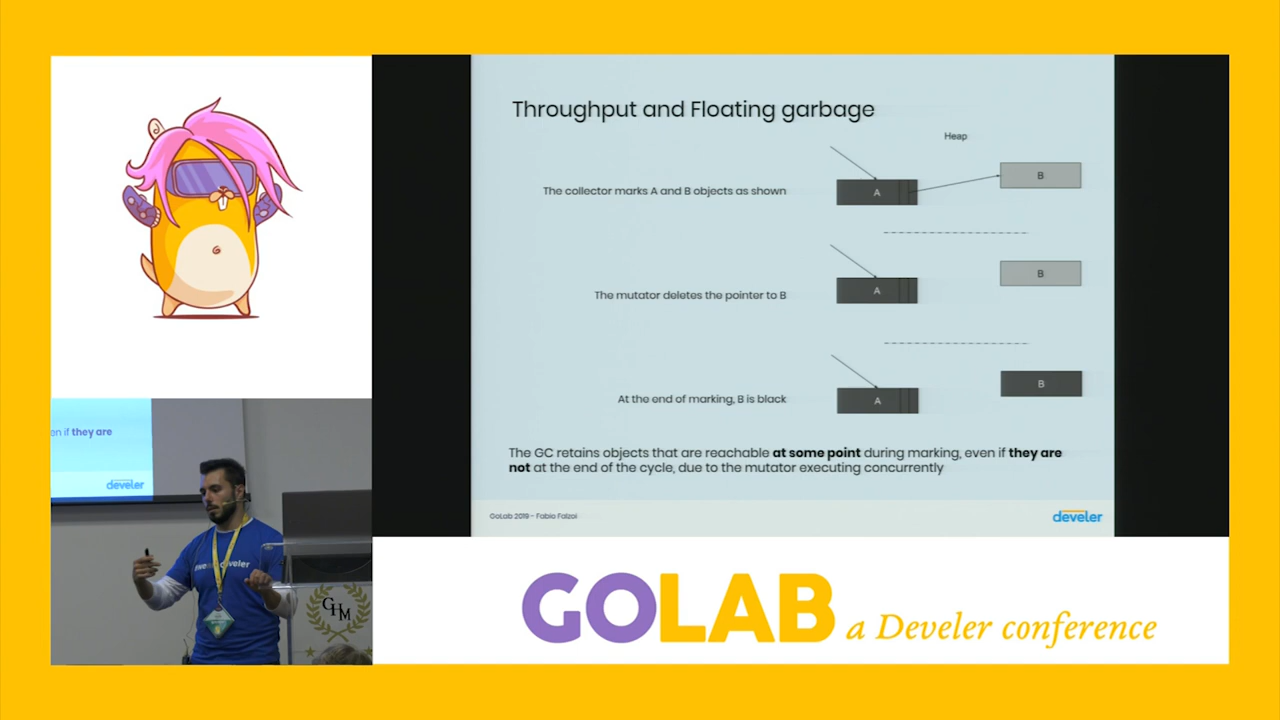 Throughput and Floating garbage
Heap
The collector marks A and B objects as shown
A
B
The mutator deletes the pointer to B
A
B
At the end of marking, B is black
A
B
The GC retains objects that are reachable at some point during marking, even if they are
not at the end of the cycle, due to the mutator executing concurrently
GoLab 2019 - Fabio Falzoi
develer
en if they are
develer
develer
GHM
GOLAB a Develer conference